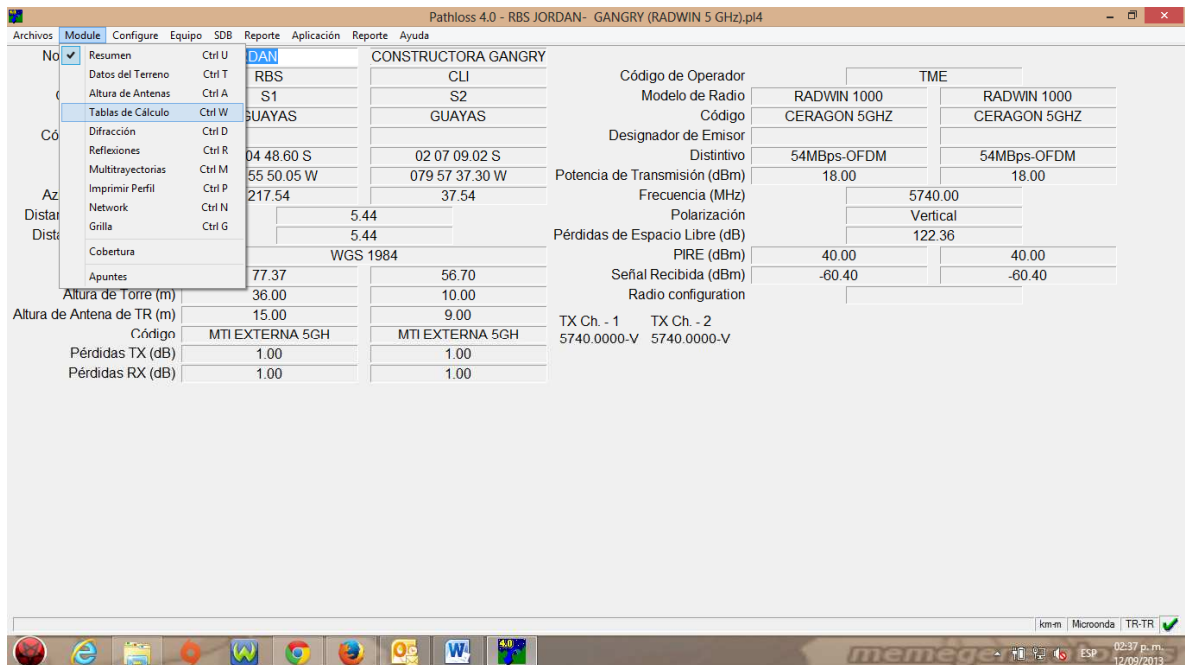 Pathloss 4.0 - RBS JORDAN- GANGRY (RADWIN 5 GHz).pl4
Archivos Module Configure Equipo SDB Reporte Aplicación Reporte Ayuda
Resumen Ctrl U
Datos del Terreno Ctrl T
Altura de Antenas Ctrl A
Tablas de Cálculo Ctrl W
Difracción Ctrl D
Reflexiones Ctrl R
Multitrayectorias Ctrl M
Imprimir Perfil Ctrl P
Network Ctrl N
Grilla Ctrl G
Cobertura
Apuntes
No DAN CONSTRUCTORA GANGRY
RBS CLI Código de Operador TME
S1 S2 Modelo de Radio RADWIN 1000 RADWIN 1000
GUAYAS GUAYAS Código CERAGON 5GHZ CERAGON 5GHZ
Có Designador de Emisor
04 48.60 S 02 07 09.02 S Distintivo 54MBps-OFDM 54MBps-OFDM
55 50.05 W 079 57 37.30 W Potencia de Transmisión (dBm) 18.00 18.00
Az 217.54 37.54 Frecuencia (MHz) 5740.00
Distar 5.44 Polarización Vertical
Dista 5.44 Pérdidas de Espacio Libre (dB) 122.36
WGS 1984 PIRE (dBm) 40.00 40.00
77.37 56.70 Señal Recibida (dBm) -60.40 -60.40
Altura de Torre (m) 36.00 10.00 Radio configuration
Altura de Antena de TR (m) 15.00 9.00 TX Ch. - 1 TX Ch. - 2
Código MTI EXTERNA 5GH MTI EXTERNA 5GH 5740.0000-V 5740.0000-V
Pérdidas TX (dB) 1.00 1.00
Pérdidas RX (dB) 1.00 1.00
km-m Microonda TR-TR
4.0
ESP 02:37 p. m.
12/09/2013